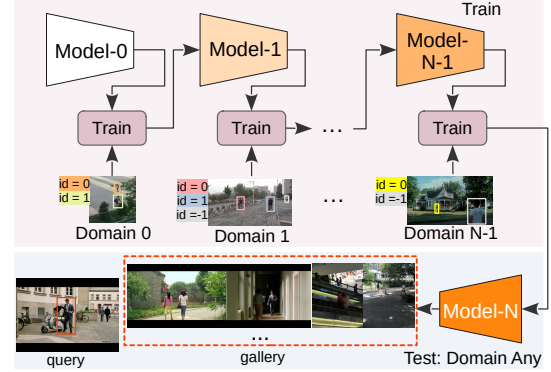 Train
Model-0
Model-1
Model-
N-1
Train
Train
...
Train
id = 0
id = 1
id = 0
id = 1
id =-1
...
id = 0
id =-1
Domain 0
Domain 1
Domain N-1
Model-N
...
query
gallery
Test: Domain Any